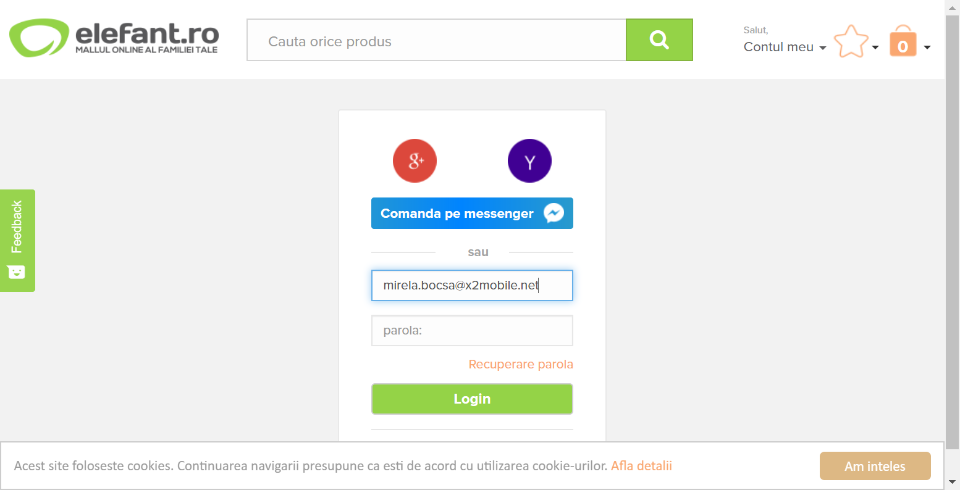 elefant.ro
MALLUL ONLINE AL FAMILIEI TALE
Cauta orice produs
Salut,
Contul meu
0
Feedback
g+
Y
Comanda pe messenger
sau
mirela.bocsa@x2mobile.net
parola:
Recuperare parola
Login
Acest site foloseste cookies. Continuarea navigarii presupune ca esti de acord cu utilizarea cookie-urilor. Afla detalii
Am inteles